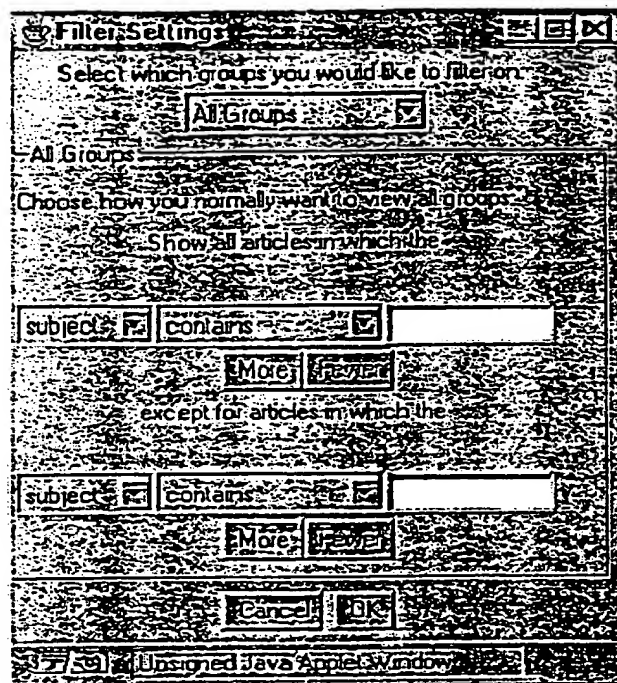 Filter Settings
Select which groups you would like to filter on:
All Groups
All Groups
Choose how you normally want to view all groups
Show all articles in which the
subject contains
More Fewer
except for articles in which the
subject contains
More Fewer
Cancel OK
Unsigned Java Applet Window